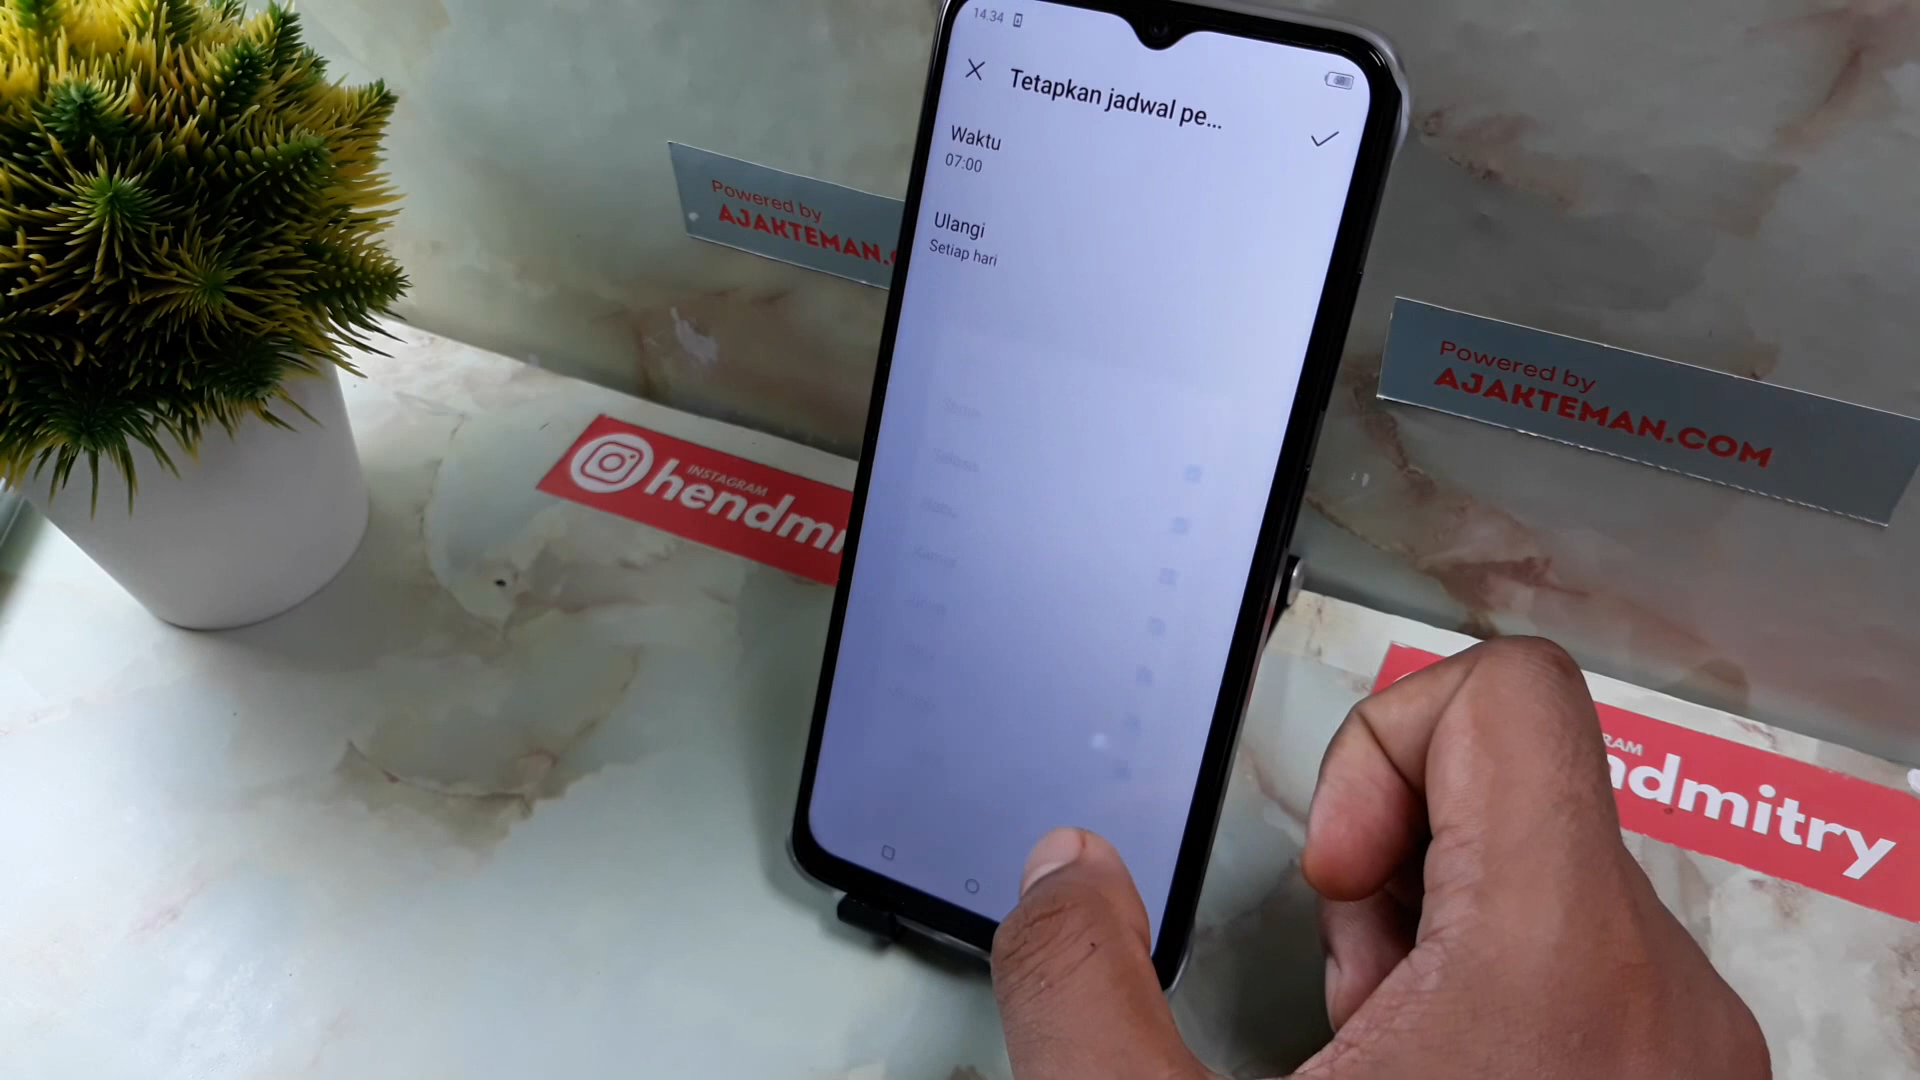 14.34
Tetapkan jadwal pe...
Waktu
07:00
Ulangi
Setiap hari
Powered by
AJAKTEMAN.
Powered by
AJAKTEMAN.COM
INSTAGRAM
hendm
RAM
ndmitry